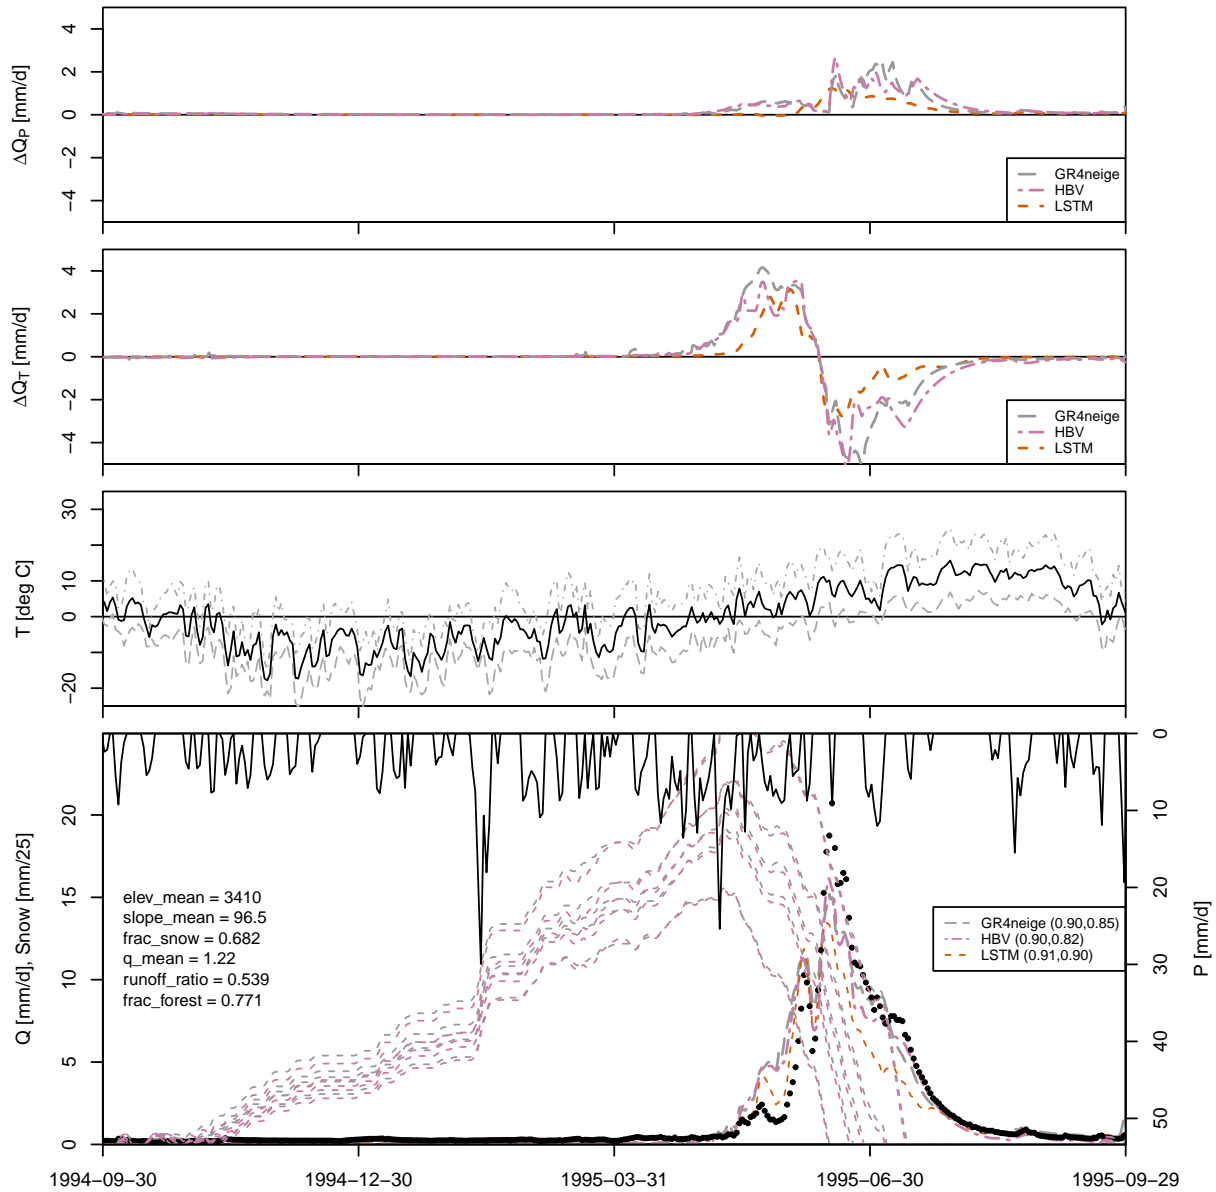 ΔQP [mm/d]
4
2
0
−2
−4
GR4neige
HBV
LSTM
ΔQT [mm/d]
4
2
0
−2
−4
GR4neige
HBV
LSTM
T [deg C]
30
10
0
−20
Q [mm/d], Snow [mm/25]
20
15
10
5
0
elev_mean = 3410
slope_mean = 96.5
frac_snow = 0.682
q_mean = 1.22
runoff_ratio = 0.539
frac_forest = 0.771
GR4neige (0.90,0.85)
HBV (0.90,0.82)
LSTM (0.91,0.90)
0
10
20
30
40
50
P [mm/d]
1994−09−30
1994−12−30
1995−03−31
1995−06−30
1995−09−29